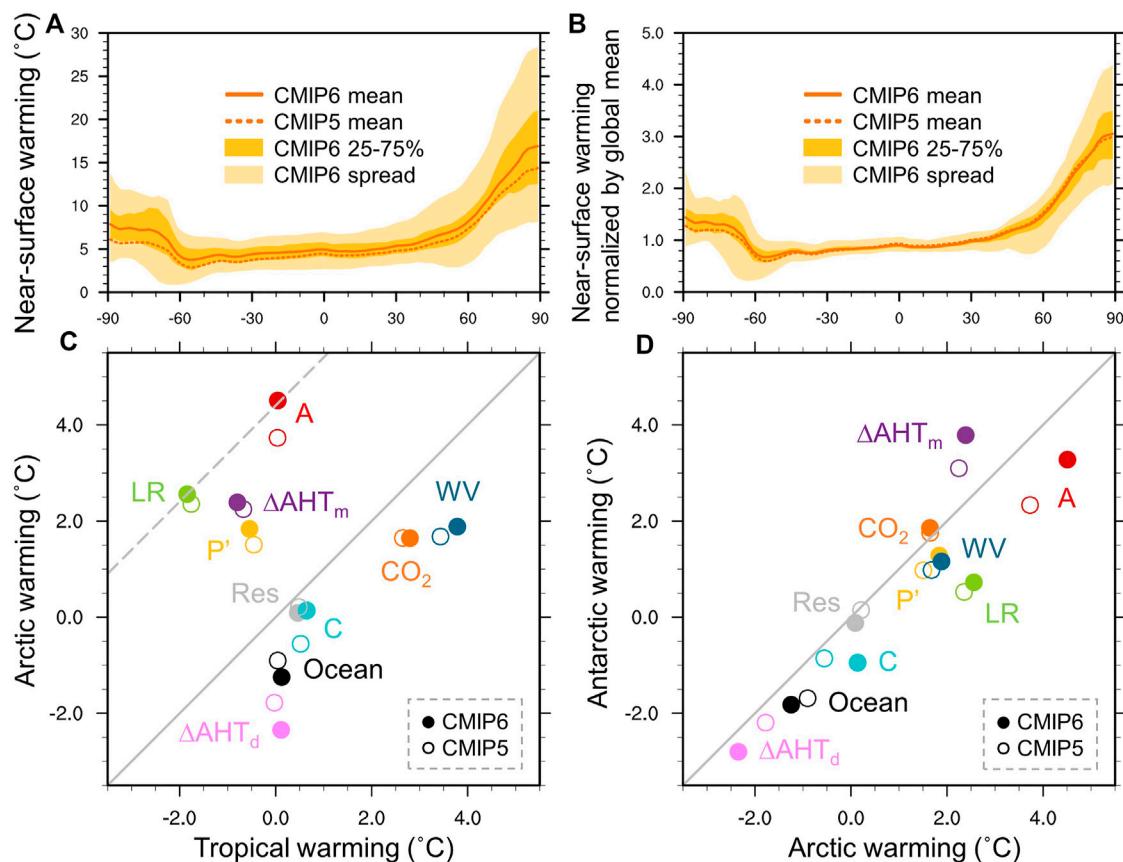 A
Near-surface warming (˚C)
30
25
20
15
10
5
0
-90 -60 -30 0 30 60 90
CMIP6 mean
CMIP5 mean
CMIP6 25-75%
CMIP6 spread
B
Near-surface warming
normalized by global mean
5.0
4.0
3.0
2.0
1.0
0.0
-90 -60 -30 0 30 60 90
CMIP6 mean
CMIP5 mean
CMIP6 25-75%
CMIP6 spread
C
Arctic warming (˚C)
4.0
2.0
0.0
-2.0
A
LR
ΔAHTm
P'
WV
CO2
Res
C
Ocean
ΔAHTd
CMIP6
CMIP5
-2.0 0.0 2.0 4.0
Tropical warming (˚C)
D
Antarctic warming (˚C)
4.0
2.0
0.0
-2.0
ΔAHTm
A
CO2
WV
P'
LR
Res
C
Ocean
ΔAHTd
CMIP6
CMIP5
-2.0 0.0 2.0 4.0
Arctic warming (˚C)